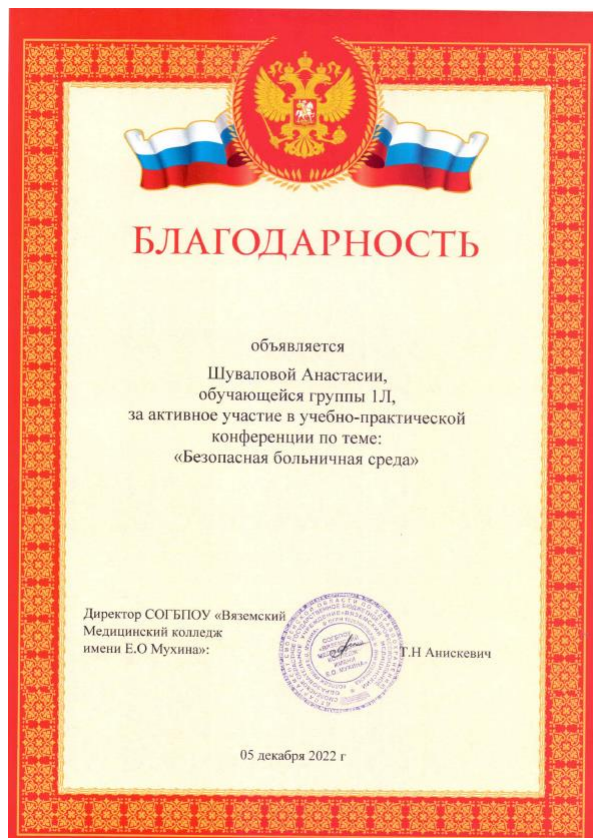 БЛАГОДАРНОСТЬ
объявляется
Шуваловой Анастасии,
обучающейся группы 1Л,
за активное участие в учебно-практической
конференции по теме:
«Безопасная больничная среда»
Директор СОГБПОУ «Вяземский
Медицинский колледж
имени Е.О Мухина»:
Т.Н Анискевич
05 декабря 2022 г